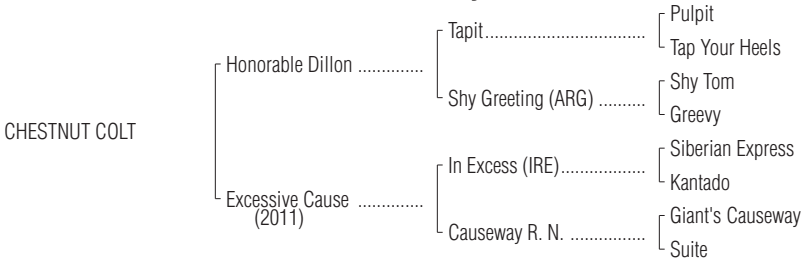 Pulpit
Tapit................................
Tap Your Heels
Honorable Dillon ..............
Shy Tom
Shy Greeting (ARG) ..........
Greevy
CHESTNUT COLT
Siberian Express
In Excess (IRE)..................
Kantado
Excessive Cause ..............
(2011)
Giant's Causeway
Causeway R. N. ................
Suite